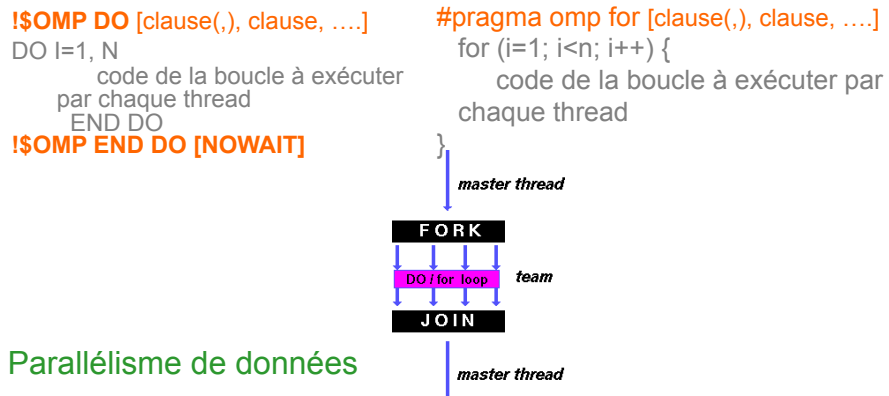 !$OMP DO [clause(,), clause, ....]
DO I=1, N
code de la boucle à exécuter
par chaque thread
END DO
!$OMP END DO [NOWAIT]
#pragma omp for [clause(,), clause, ....]
for (i=1; i<n; i++) {
code de la boucle à exécuter par
chaque thread
}
master thread
FORK
DO / for loop
team
JOIN
master thread
Parallélisme de données